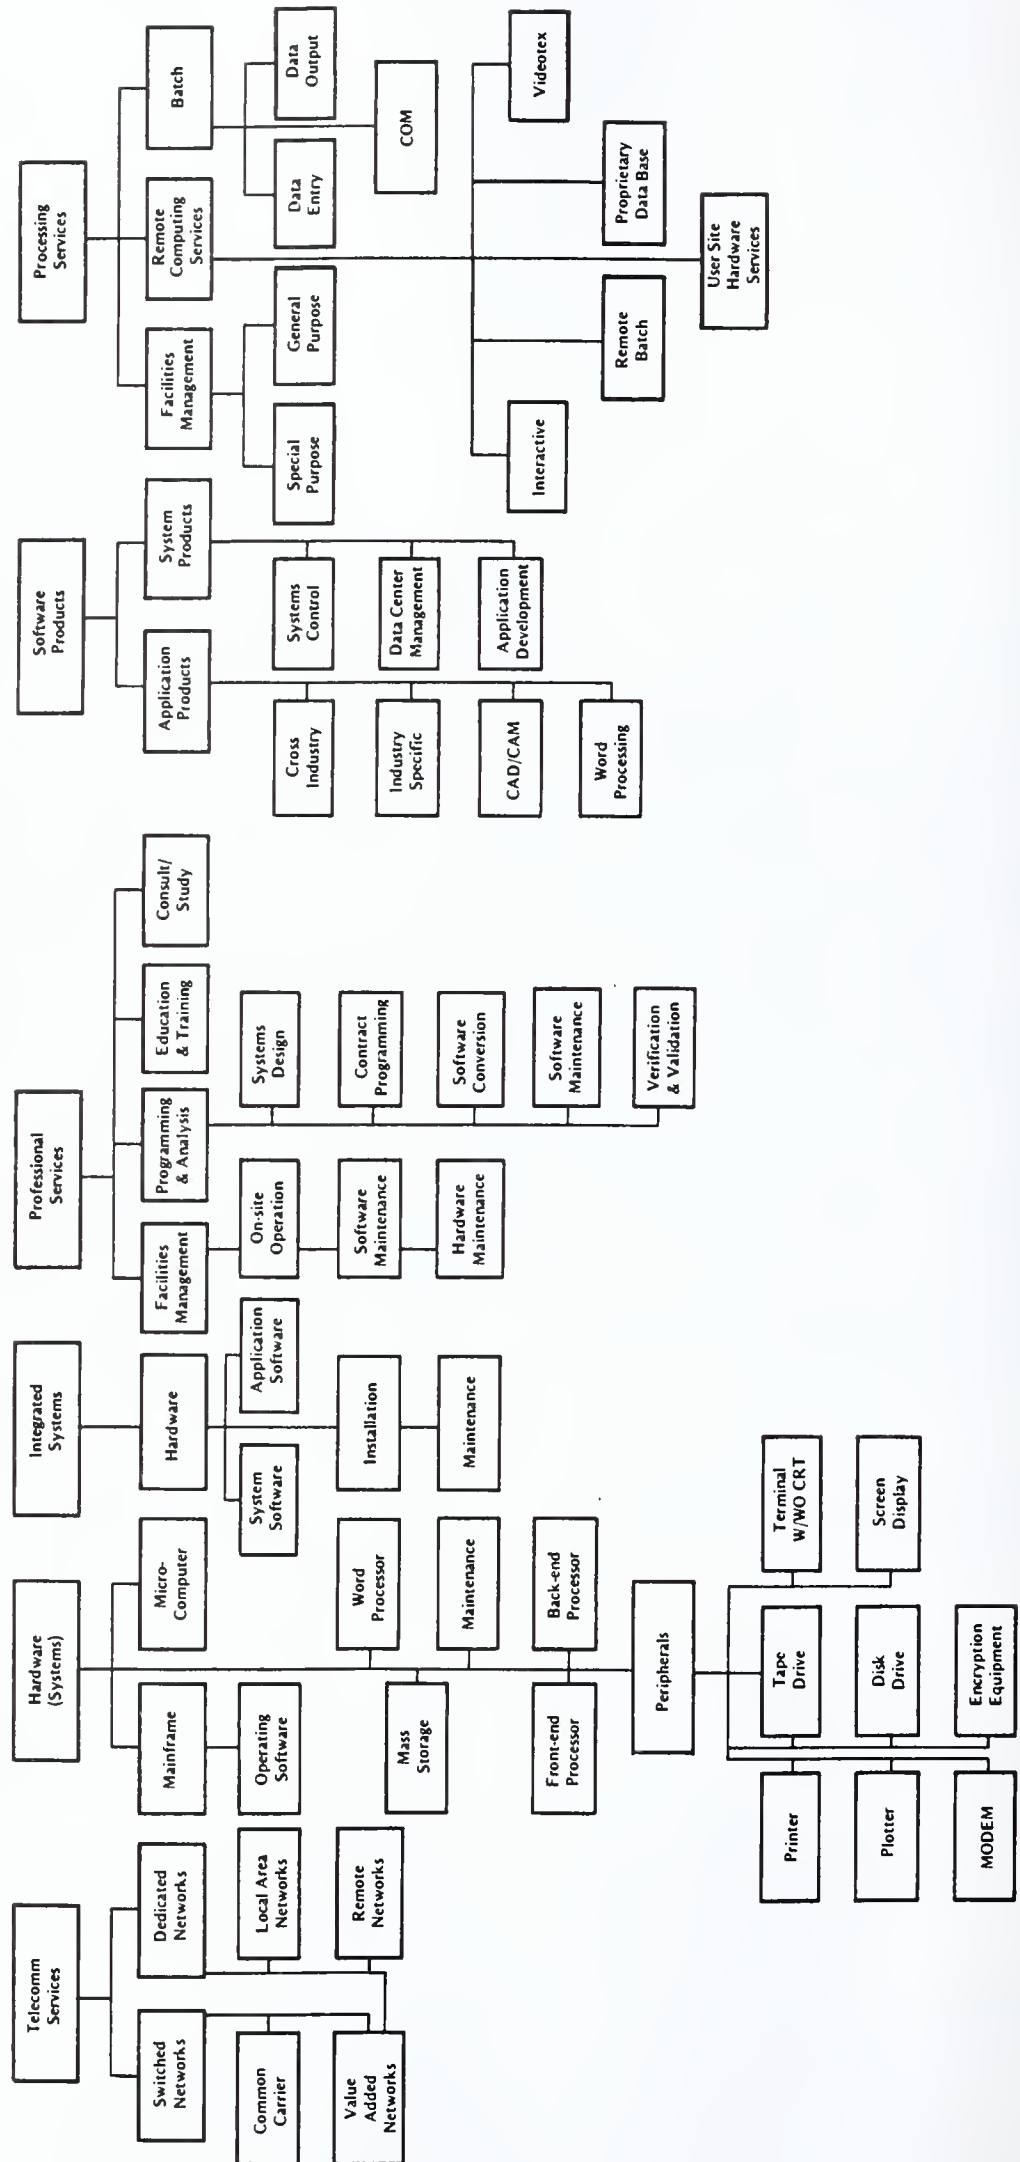 Telecomm
Services
Switched
Networks
Dedicated
Networks
Common
Carrier
Local Area
Networks
Value
Added
Networks
Remote
Networks
Hardware
(Systems)
Mainframe
Micro-
Computer
Operating
Software
Word
Processor
Mass
Storage
Maintenance
Front-end
Processor
Back-end
Processor
Peripherals
Printer
Tape
Drive
Terminal
W/WO CRT
Plotter
Disk
Drive
Screen
Display
MODEM
Encryption
Equipment
Integrated
Systems
Hardware
System
Software
Application
Software
Installation
Maintenance
Professional
Services
Facilities
Management
Programming
& Analysis
Education
& Training
Consult/
Study
On-site
Operation
Systems
Design
Software
Maintenance
Contract
Programming
Hardware
Maintenance
Software
Conversion
Software
Maintenance
Verification
& Validation
Software
Products
Application
Products
System
Products
Cross
Industry
Systems
Control
Industry
Specific
Data Center
Management
CAD/CAM
Application
Development
Word
Processing
Processing
Services
Facilities
Management
Remote
Computing
Services
Batch
Special
Purpose
General
Purpose
Data
Entry
Data
Output
COM
Interactive
Videotex
Remote
Batch
Proprietary
Data Base
User Site
Hardware
Services